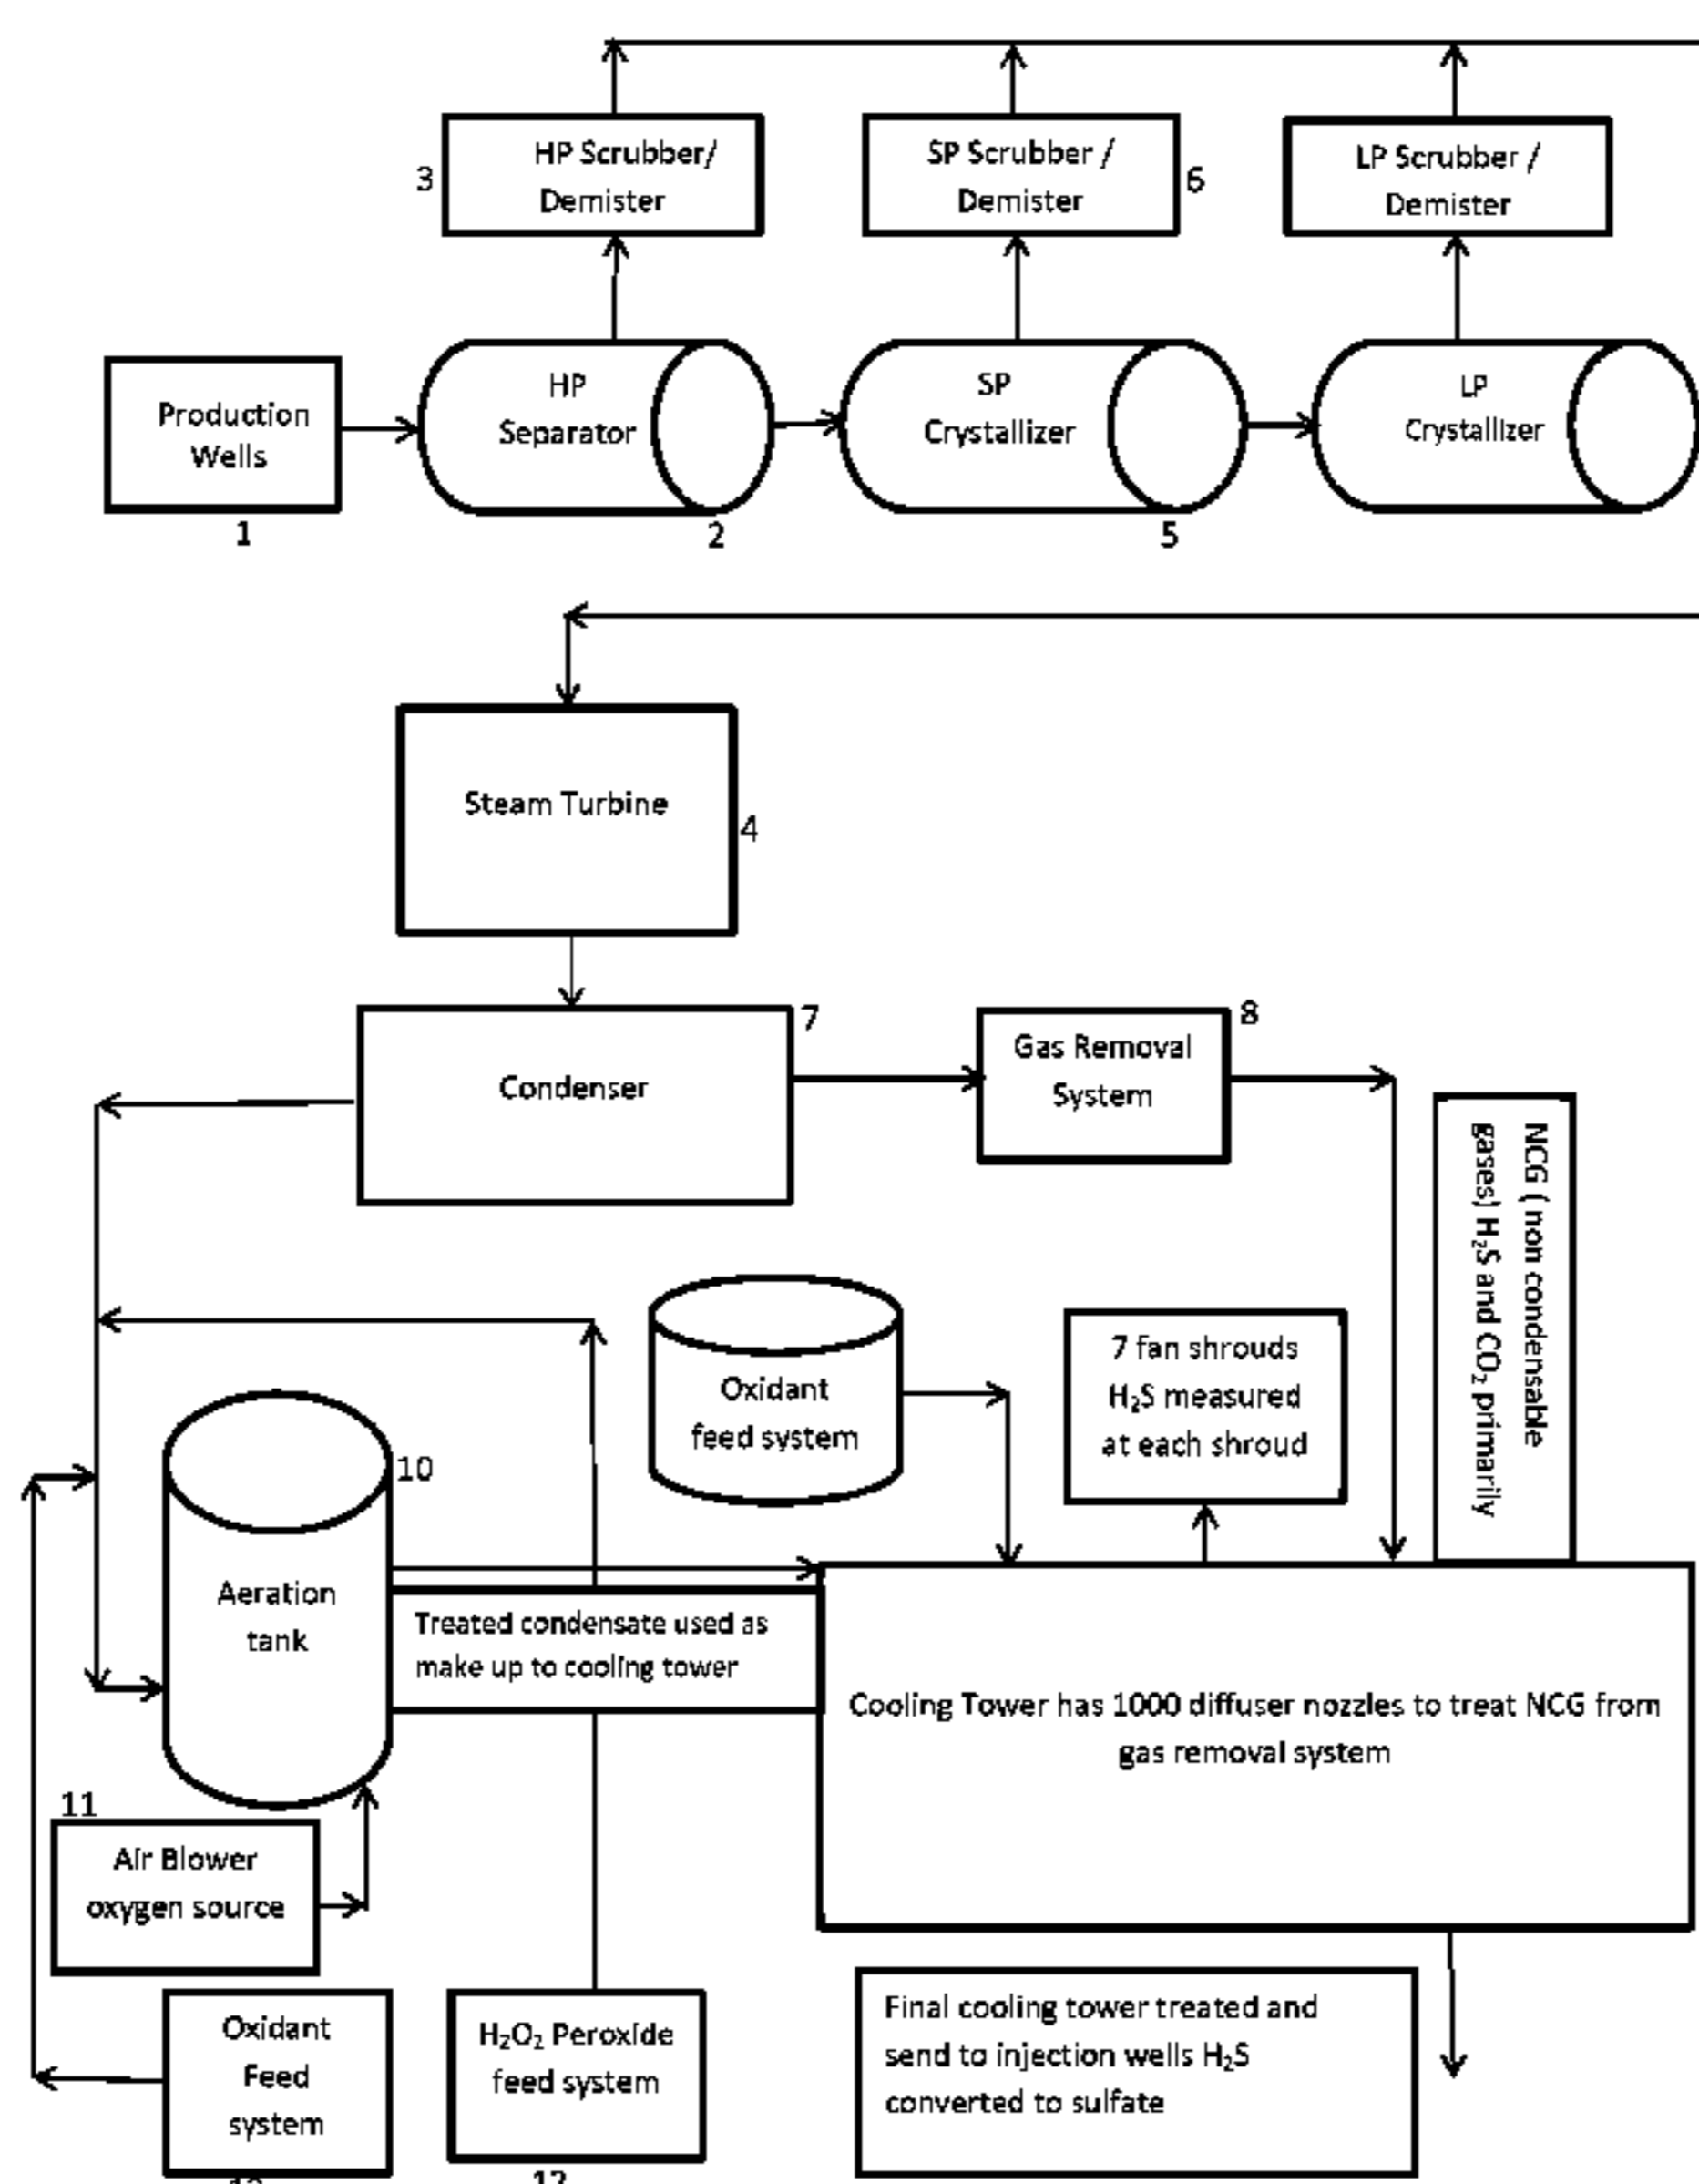 HP Scrubber/
Demister
3
SP Scrubber /
Demister
6
LP Scrubber /
Demister
Production
Wells
1
HP
Separator
2
SP
Crystallizer
5
LP
Crystallizer
Steam Turbine
4
Condenser
7
Gas Removal
System
8
NCG ( non condensable
gases) H₂S and CO₂ primarily
Oxidant
feed system
7 fan shrouds
H₂S measured
at each shroud
10
Aeration
tank
Treated condensate used as
make up to cooling tower
Cooling Tower has 1000 diffuser nozzles to treat NCG from
gas removal system
11
Air Blower
oxygen source
Oxidant
Feed
system
H₂O₂ Peroxide
feed system
Final cooling tower treated and
send to injection wells H₂S
converted to sulfate